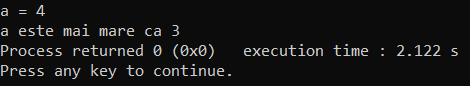 a = 4
a este mai mare ca 3
Process returned 0 (0x0)   execution time : 2.122 s
Press any key to continue.